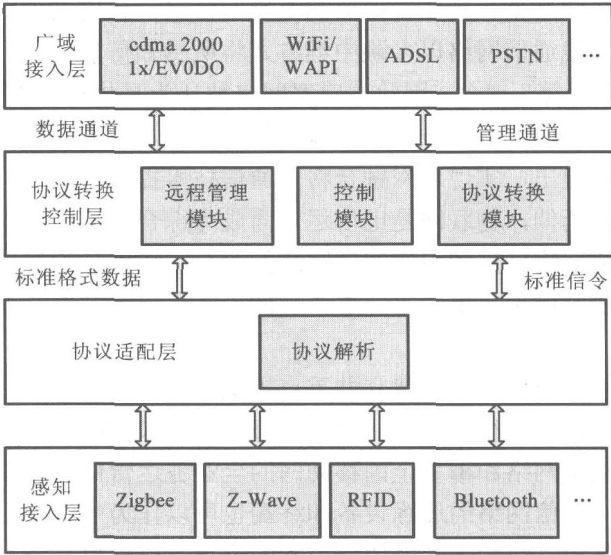 广域
接入层
cdma 2000
1x/EV0DO
WiFi/
WAPI
ADSL
PSTN
...
数据通道
管理通道
协议转换
控制层
远程管理
模块
控制
模块
协议转换
模块
标准格式数据
标准信令
协议适配层
协议解析
感知
接入层
Zigbee
Z-Wave
RFID
Bluetooth
...